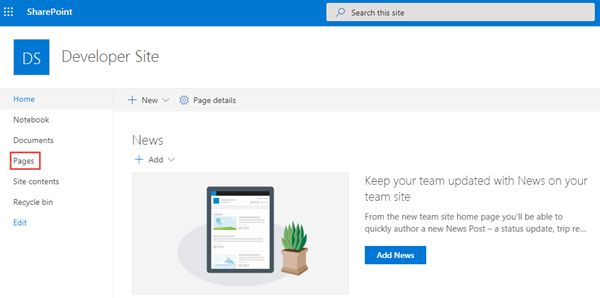 SharePoint
Search this site
DS
Developer Site
Home
Notebook
Documents
Pages
Site contents
Recycle bin
Edit
New
Page details
News
Add
Keep your team updated with News on your
team site
From the new team site home page you'll be able to
quickly author a new News Post – a status update, trip re...
Add News